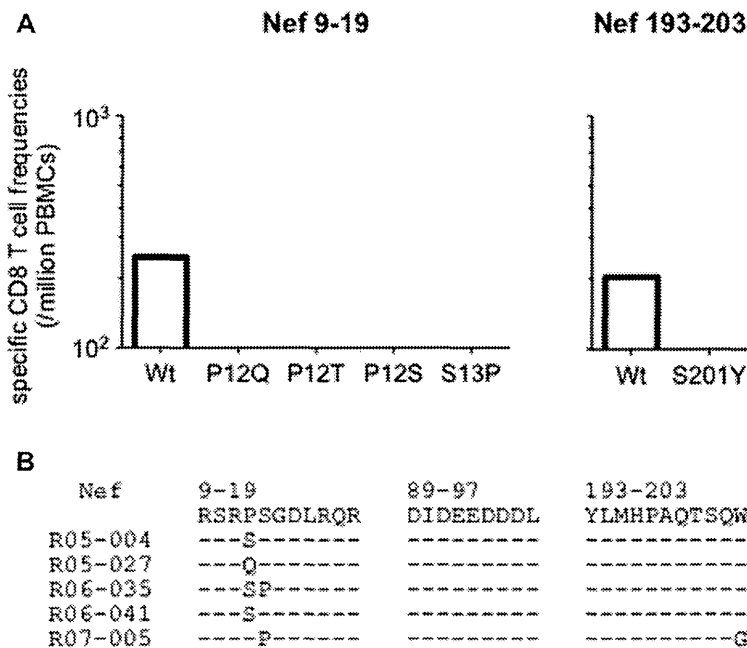 A
Nef 9-19
Nef 193-203
specific CD8 T cell frequencies
(/million PBMCs)
10³
10²
Wt P12Q P12T P12S S13P
Wt S201Y
B
Nef 9-19 89-97 193-203
RSRPSGDLRQR DIDEEDDDL YLMHPAQTSQW
R05-004 ---S------- --------- -----------
R05-027 ---Q------- --------- -----------
R06-035 ---SP------ --------- -----------
R06-041 ---S------- --------- -----------
R07-005 ----P------ --------- ----------G